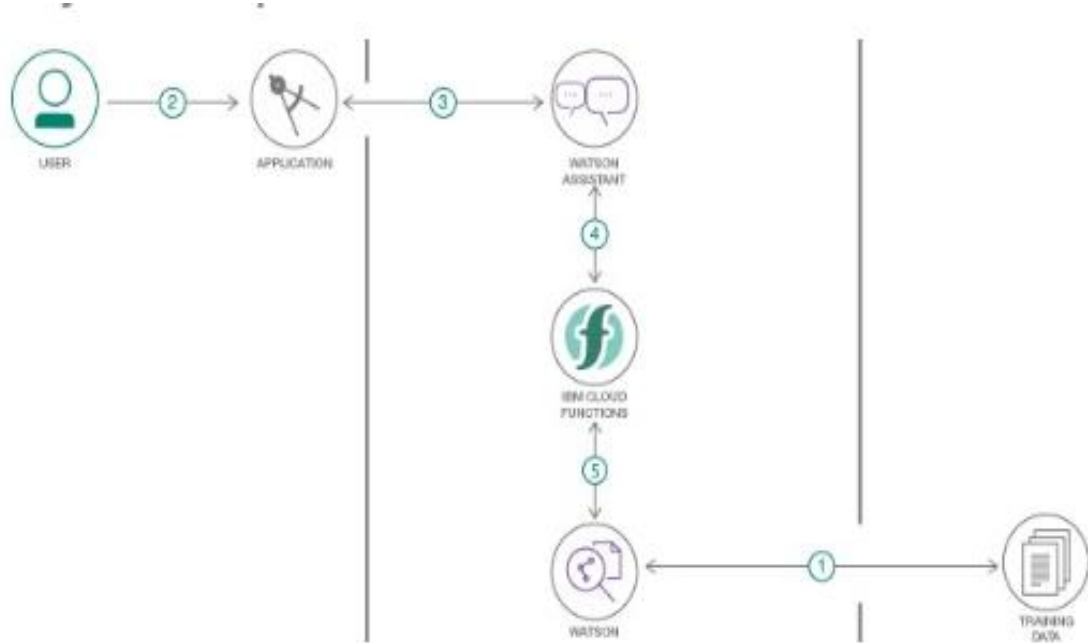 2
3
USER
APPLICATION
WATSON
ASSISTANT
4
IBM CLOUD
FUNCTIONS
5
1
WATSON
TRAINING
DATA